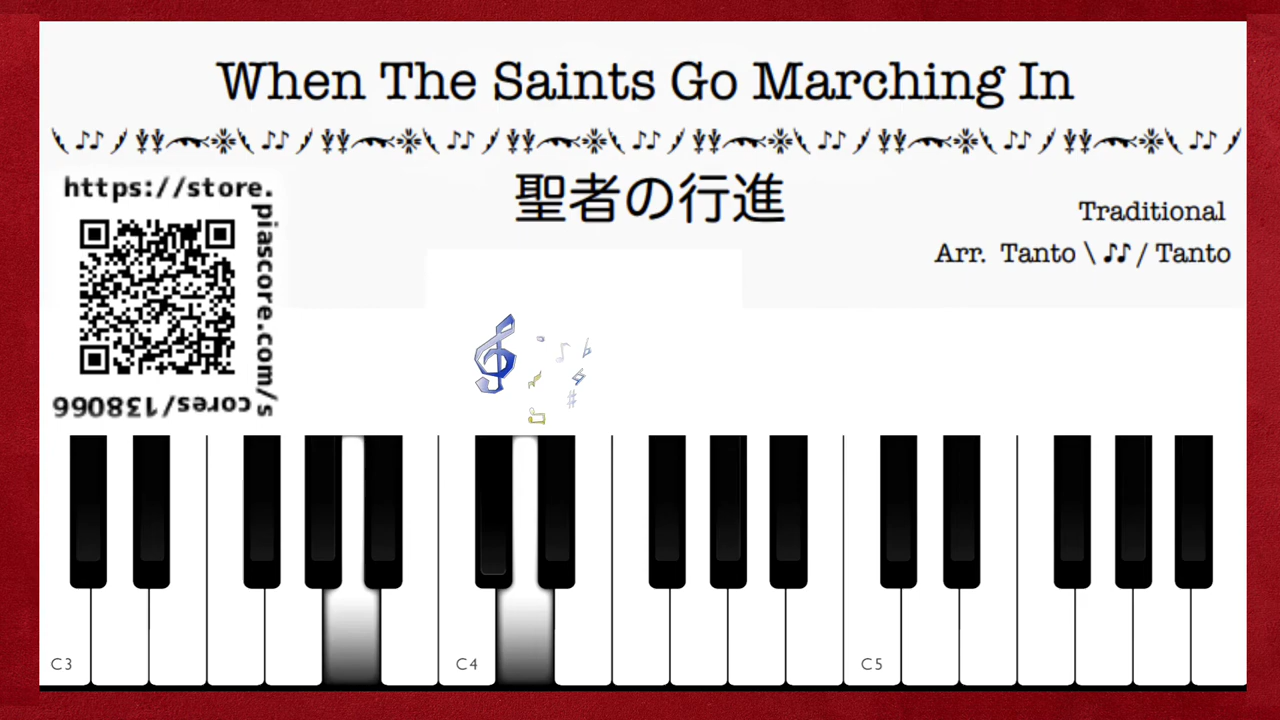 When The Saints Go Marching In
聖者の行進
https://store.
piascore.com/s
cores/138066
Traditional
Arr. Tanto \ ♪♪ / Tanto
C3
C4
C5